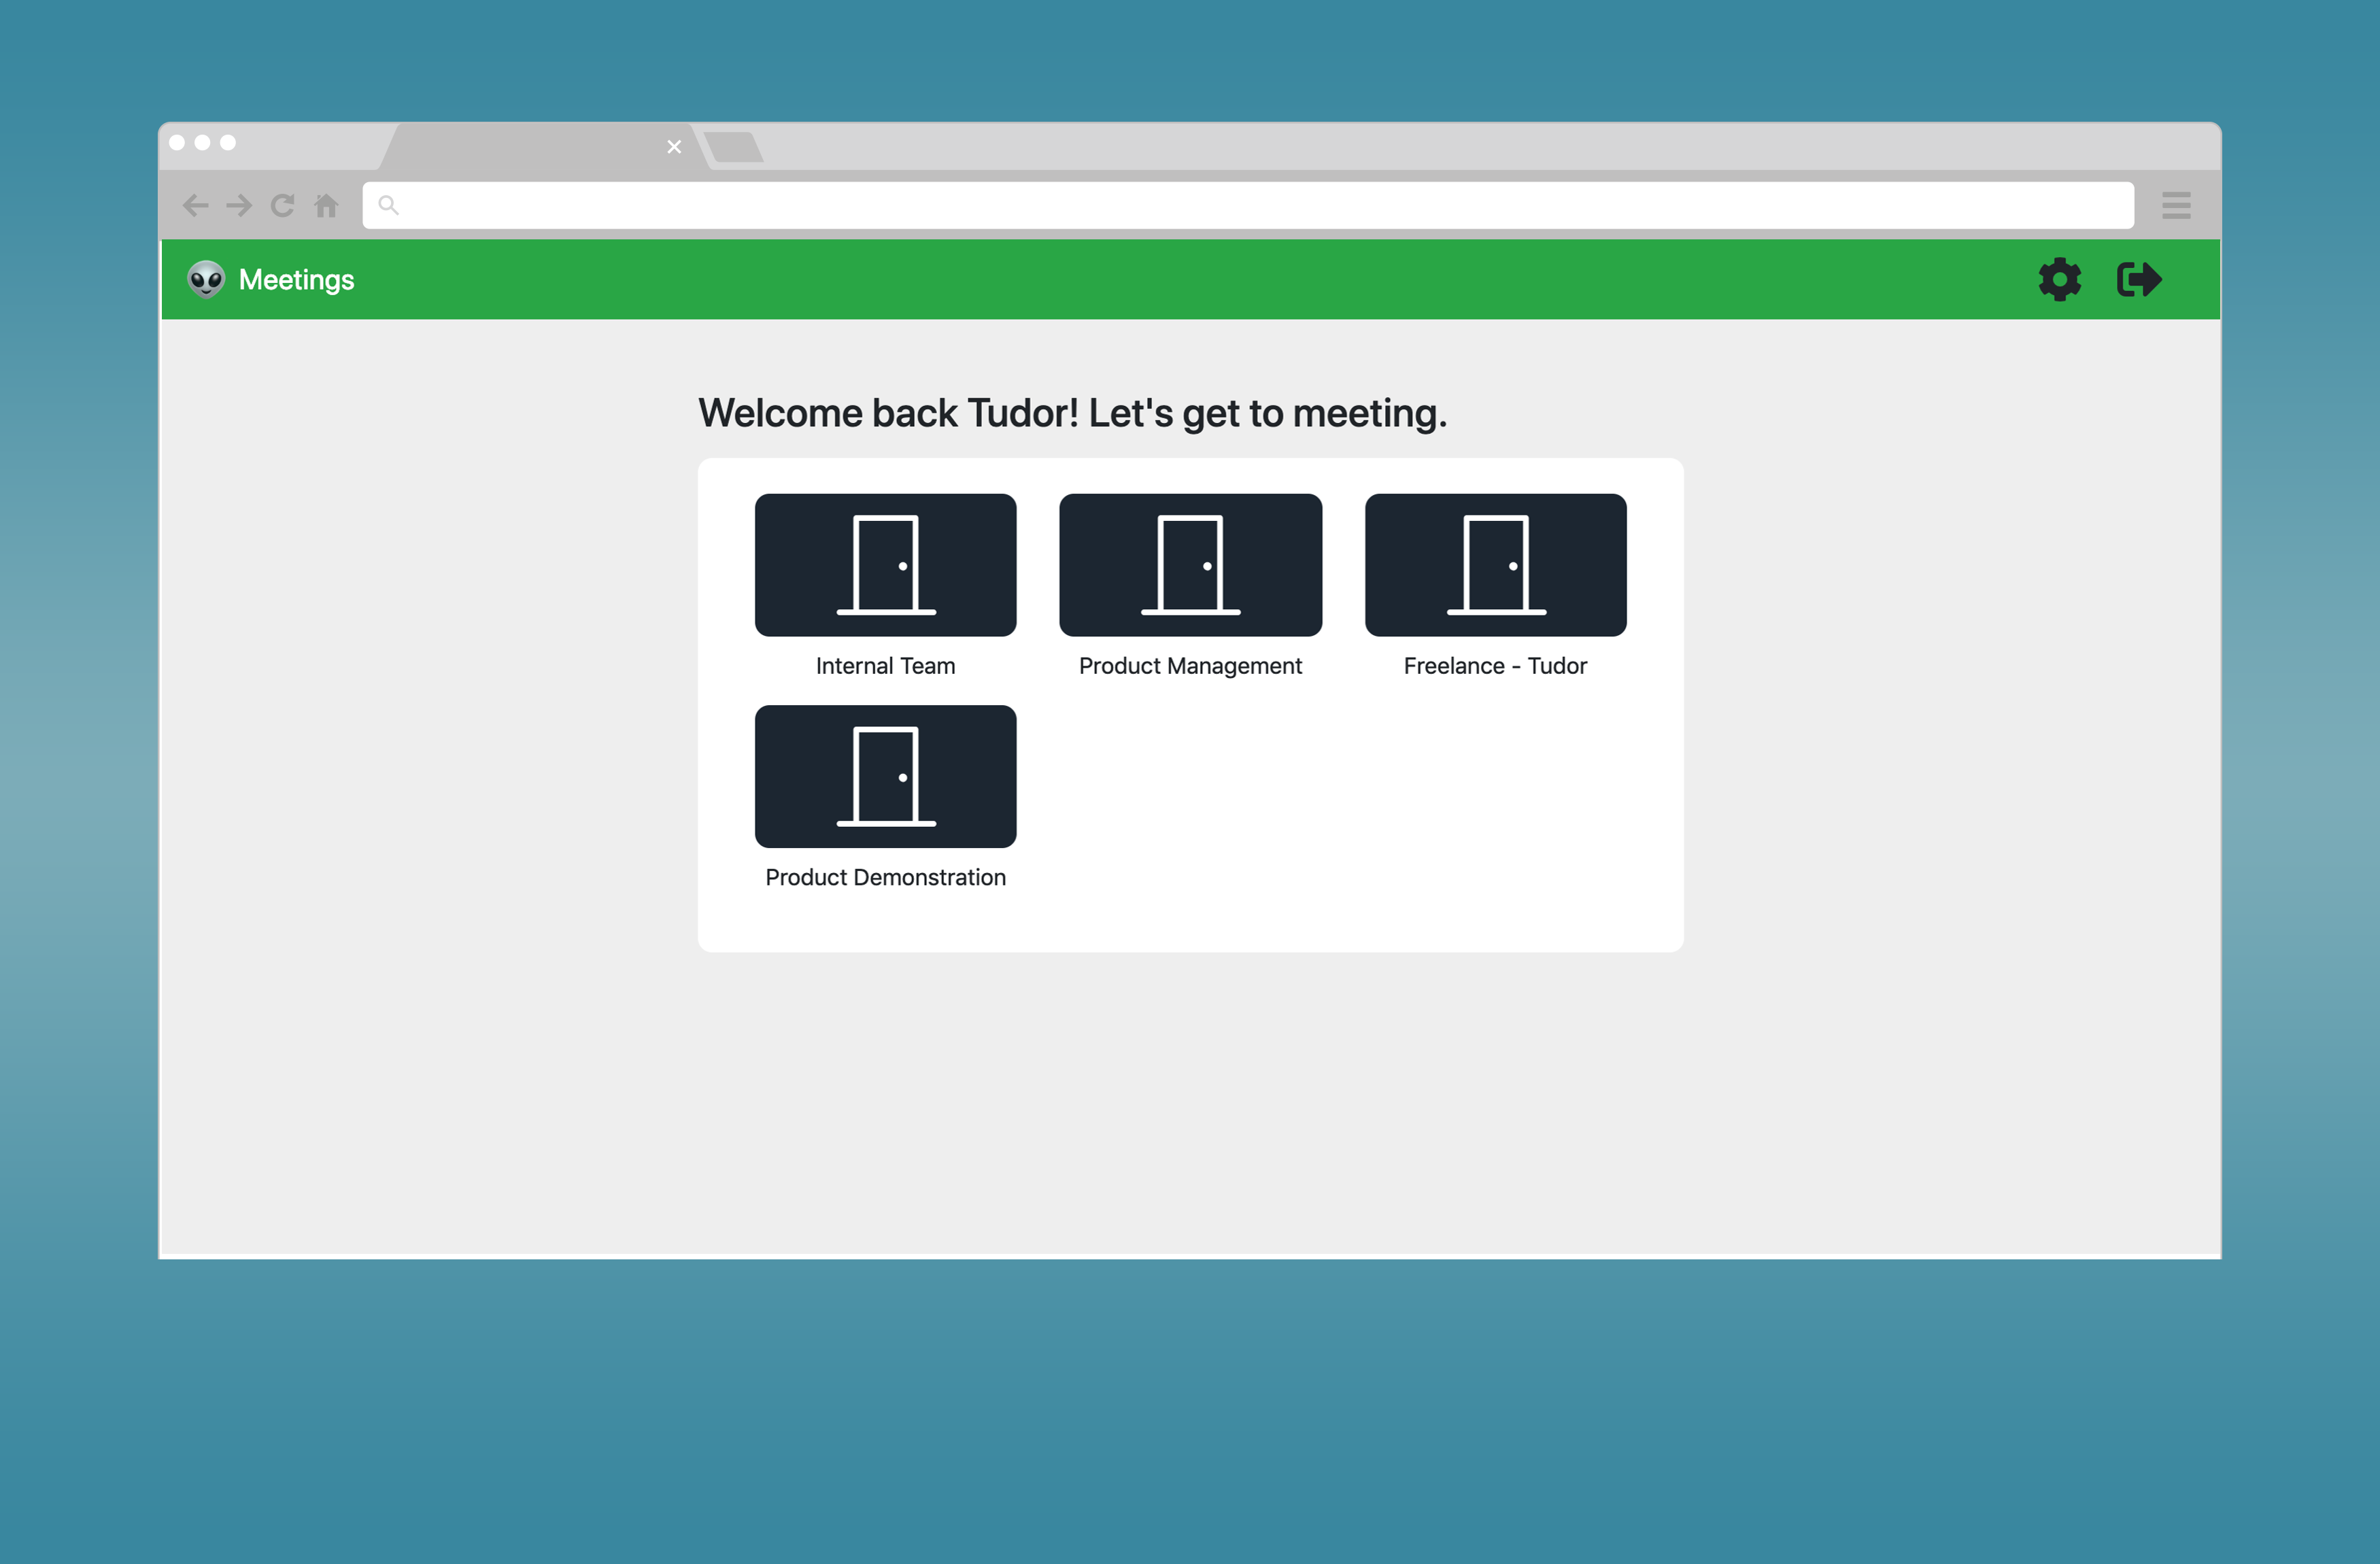 Meetings
Welcome back Tudor! Let's get to meeting.
Internal Team
Product Management
Freelance - Tudor
Product Demonstration